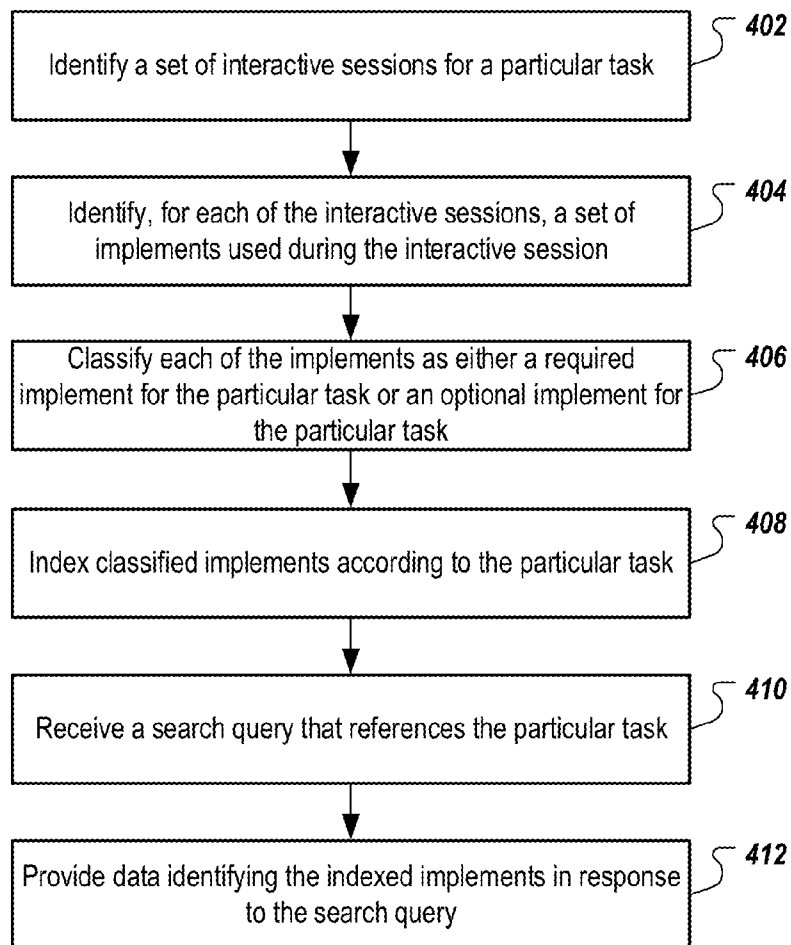 402
Identify a set of interactive sessions for a particular task
404
Identify, for each of the interactive sessions, a set of
implements used during the interactive session
406
Classify each of the implements as either a required
implement for the particular task or an optional implement for
the particular task
408
Index classified implements according to the particular task
410
Receive a search query that references the particular task
412
Provide data identifying the indexed implements in response
to the search query